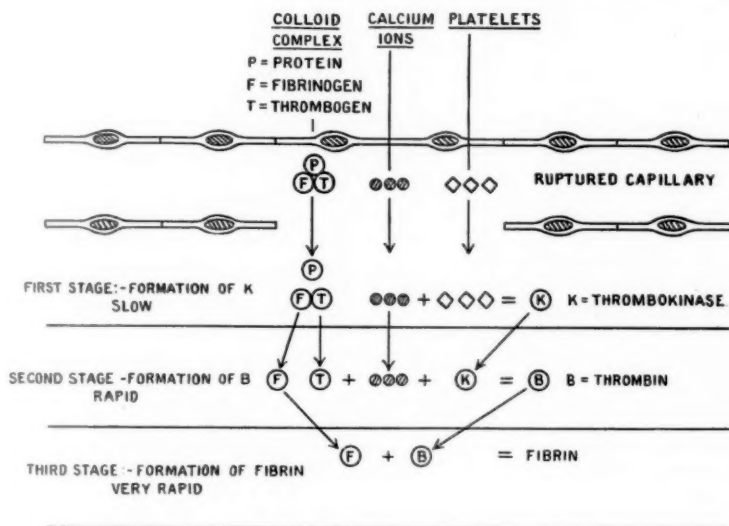 COLLOID COMPLEX
CALCIUM IONS
PLATELETS
P = PROTEIN
F = FIBRINOGEN
T = THROMBOGEN
P
F T
RUPTURED CAPILLARY
P
FIRST STAGE:-FORMATION OF K
SLOW
F T + = K K = THROMBOKINASE
SECOND STAGE -FORMATION OF B
RAPID
F T + + K = B B = THROMBIN
F + B = FIBRIN
THIRD STAGE:-FORMATION OF FIBRIN
VERY RAPID